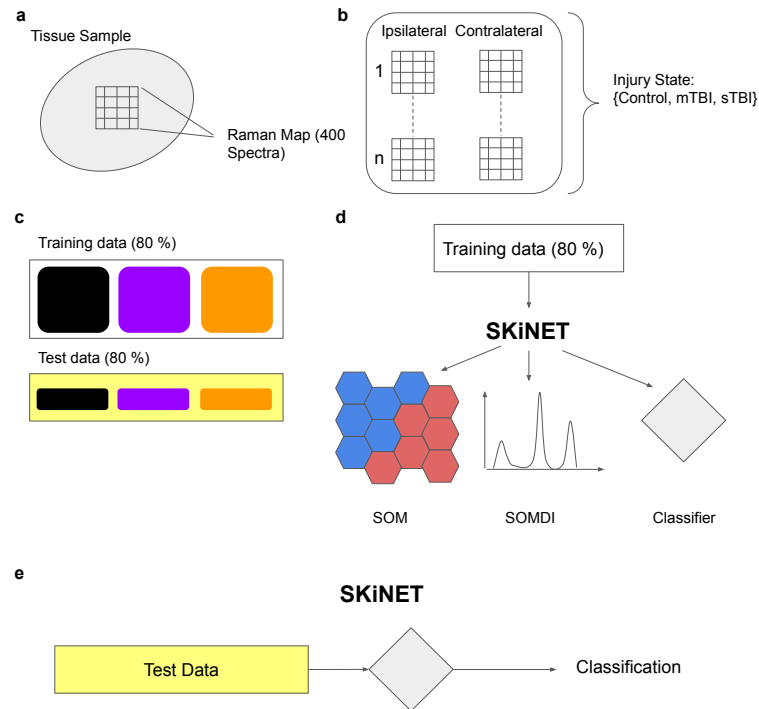 a
Tissue Sample
Raman Map (400
Spectra)
b
Ipsilateral Contralateral
1
n
Injury State:
{Control, mTBI, sTBI}
c
Training data (80 %)
Test data (80 %)
d
Training data (80 %)
SKiNET
SOM
SOMDI
Classifier
e
SKiNET
Test Data
Classification